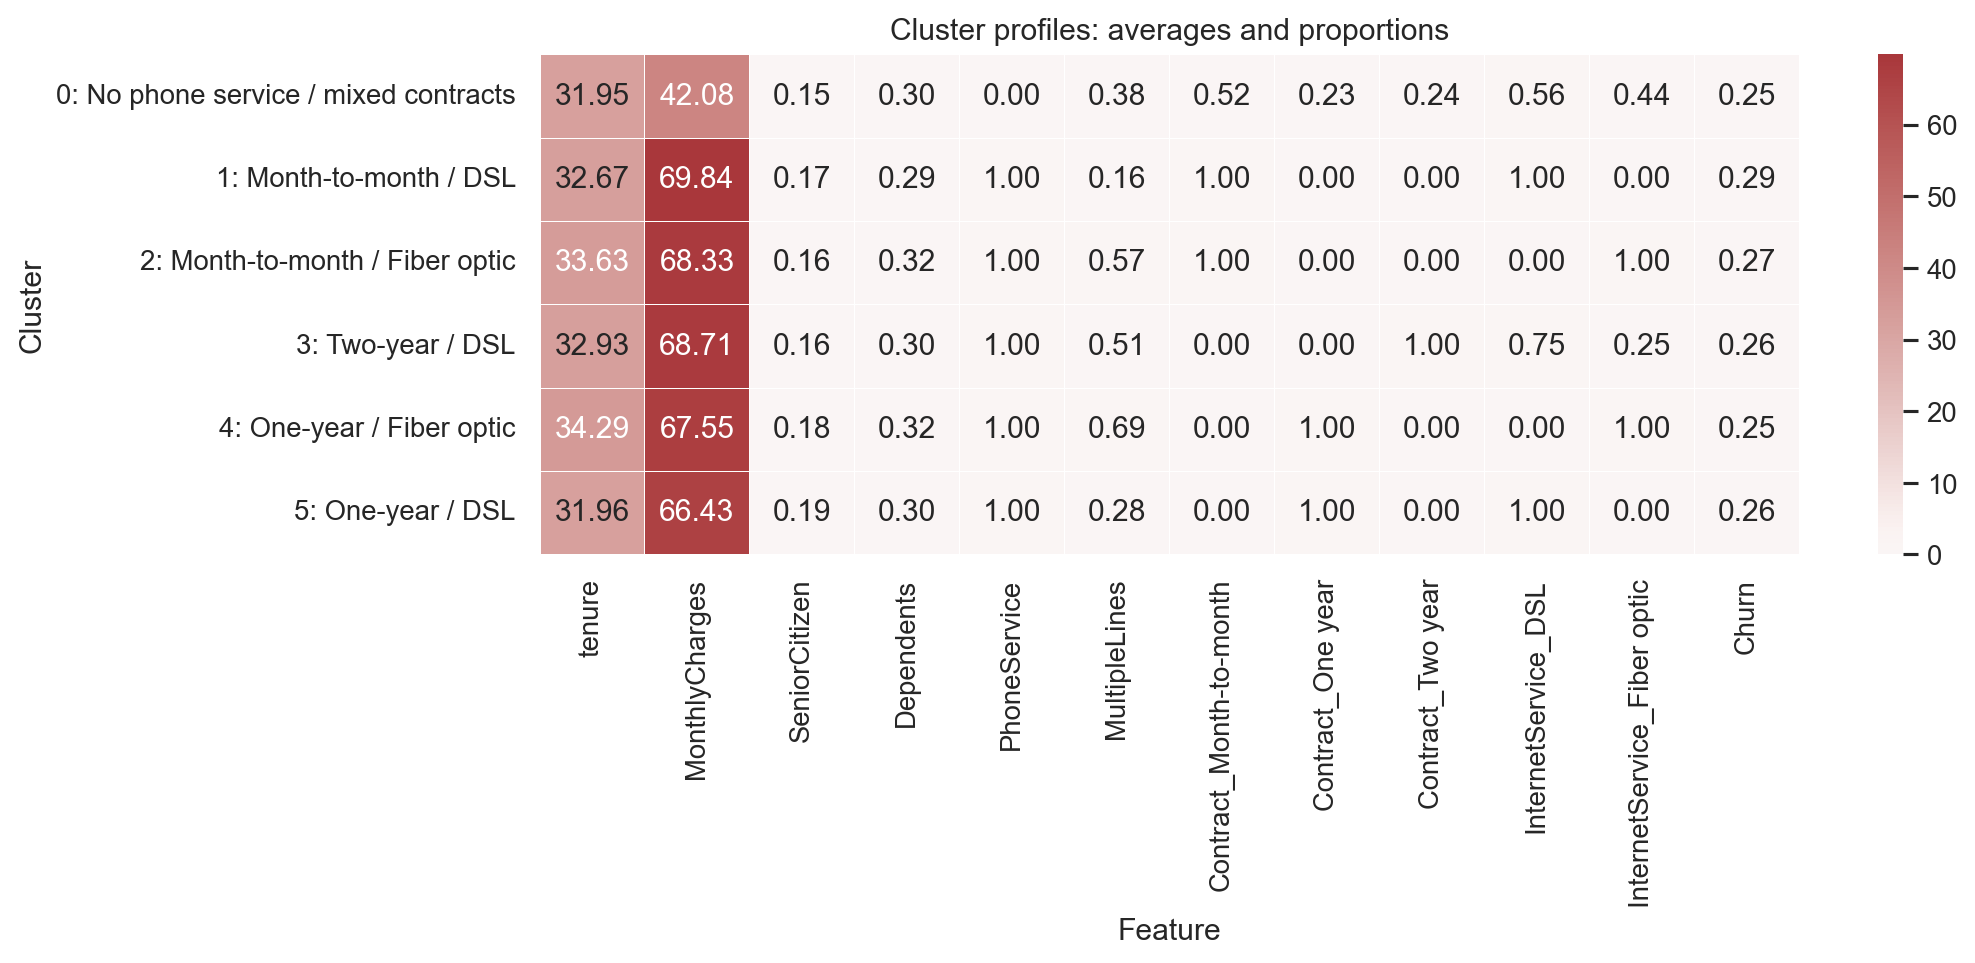 Cluster profiles: averages and proportions
Cluster
0: No phone service / mixed contracts 31.95 42.08 0.15 0.30 0.00 0.38 0.52 0.23 0.24 0.56 0.44 0.25
1: Month-to-month / DSL 32.67 69.84 0.17 0.29 1.00 0.16 1.00 0.00 0.00 1.00 0.00 0.29
2: Month-to-month / Fiber optic 33.63 68.33 0.16 0.32 1.00 0.57 1.00 0.00 0.00 0.00 1.00 0.27
3: Two-year / DSL 32.93 68.71 0.16 0.30 1.00 0.51 0.00 0.00 1.00 0.75 0.25 0.26
4: One-year / Fiber optic 34.29 67.55 0.18 0.32 1.00 0.69 0.00 1.00 0.00 0.00 1.00 0.25
5: One-year / DSL 31.96 66.43 0.19 0.30 1.00 0.28 0.00 1.00 0.00 1.00 0.00 0.26
tenure
MonthlyCharges
SeniorCitizen
Dependents
PhoneService
MultipleLines
Contract_Month-to-month
Contract_One year
Contract_Two year
InternetService_DSL
InternetService_Fiber optic
Churn
Feature
60
50
40
30
20
10
0